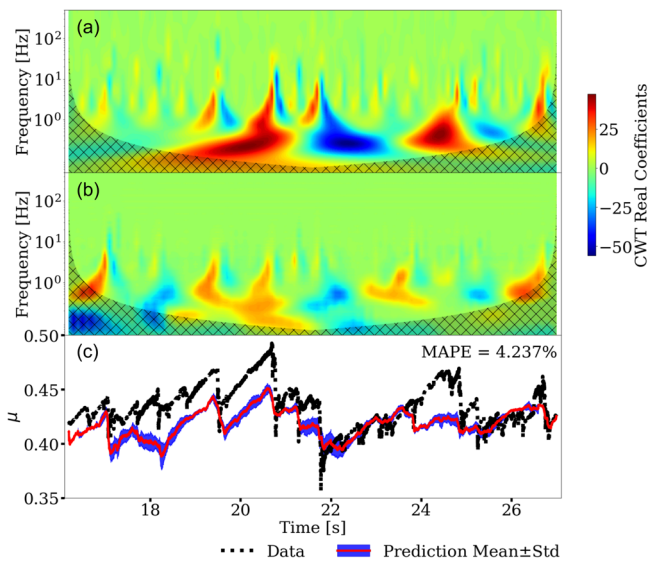 (a)
Frequency [Hz]
10²
10¹
10⁰
(b)
Frequency [Hz]
10²
10¹
10⁰
25
0
−25
−50
CWT Real Coefficients
(c)
MAPE = 4.237%
μ
0.50
0.45
0.40
0.35
18 20 22 24 26
Time [s]
Data Prediction Mean±Std